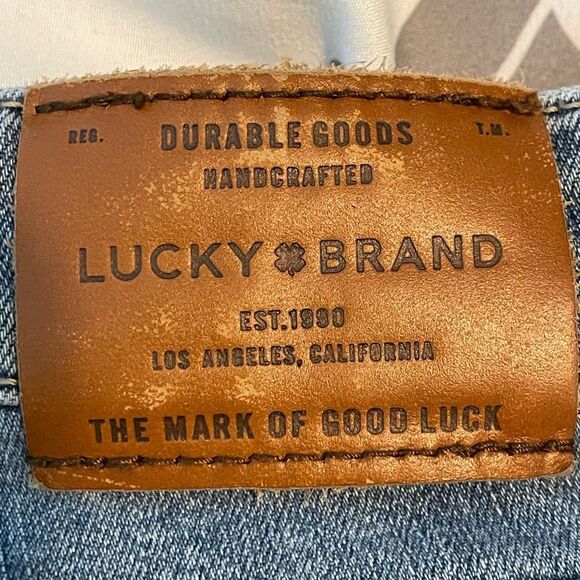 REG. DURABLE GOODS T.M.
HANDCRAFTED
LUCKY BRAND
EST.1990
LOS ANGELES, CALIFORNIA
THE MARK OF GOOD LUCK